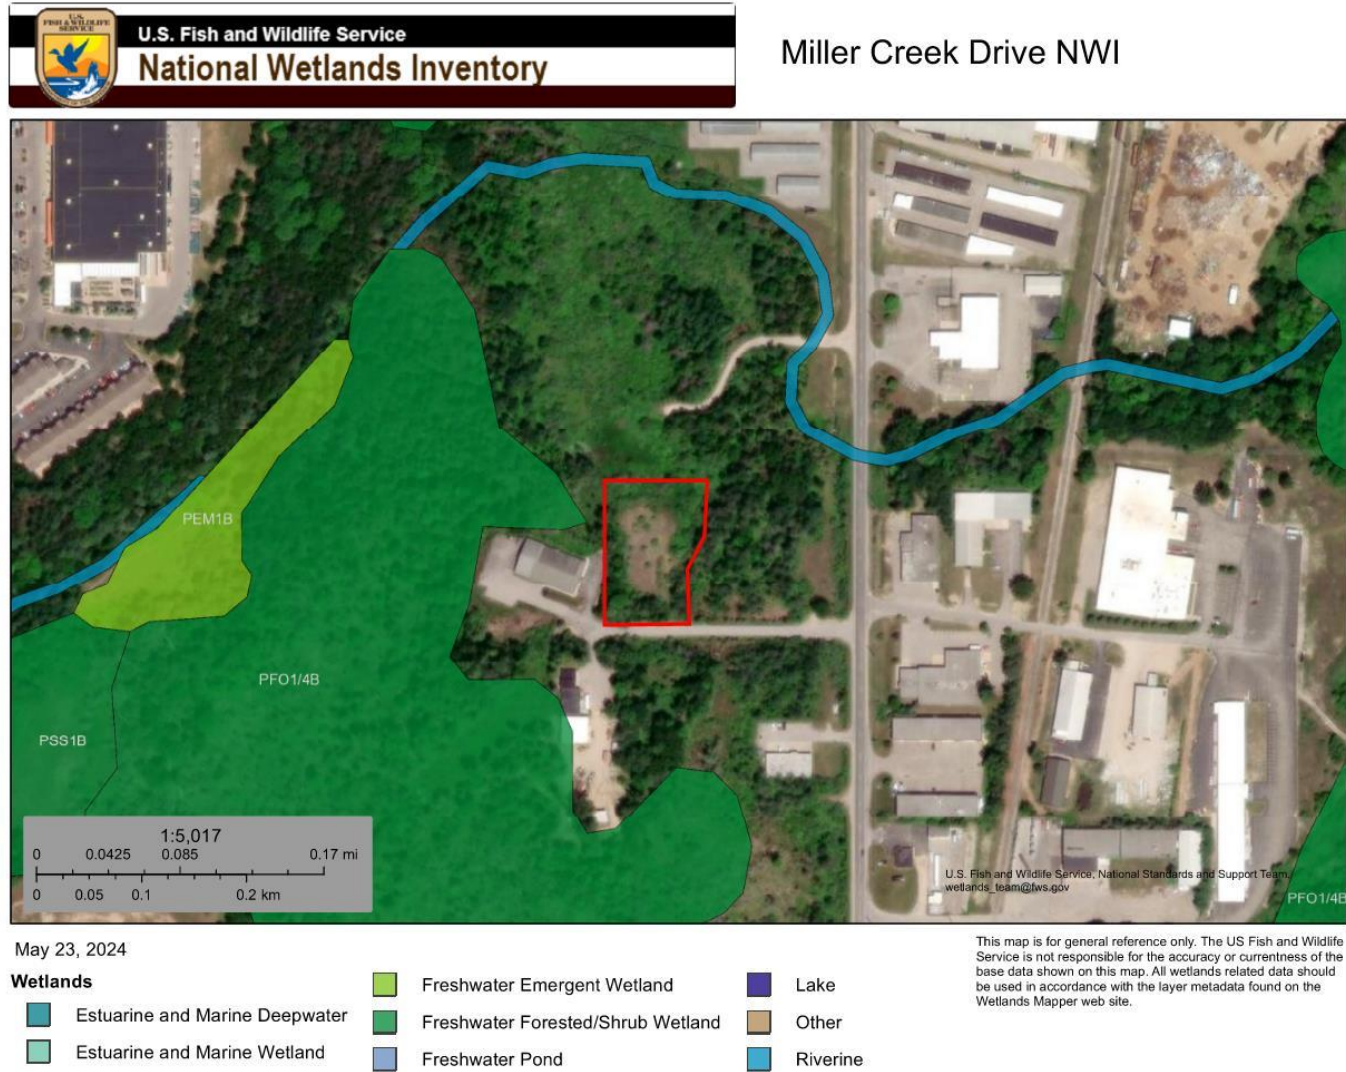 U.S.
FISH & WILDLIFE
SERVICE
U.S. Fish and Wildlife Service
National Wetlands Inventory
Miller Creek Drive NWI
PEM1B
PFO1/4B
PSS1B
1:5,017
0 0.0425 0.085 0.17 mi
0 0.05 0.1 0.2 km
U.S. Fish and Wildlife Service, National Standards and Support Team,
wetlands_team@fws.gov
PFO1/4B
May 23, 2024
This map is for general reference only. The US Fish and Wildlife
Service is not responsible for the accuracy or currentness of the
base data shown on this map. All wetlands related data should
be used in accordance with the layer metadata found on the
Wetlands Mapper web site.
Wetlands
Estuarine and Marine Deepwater
Estuarine and Marine Wetland
Freshwater Emergent Wetland
Freshwater Forested/Shrub Wetland
Freshwater Pond
Lake
Other
Riverine